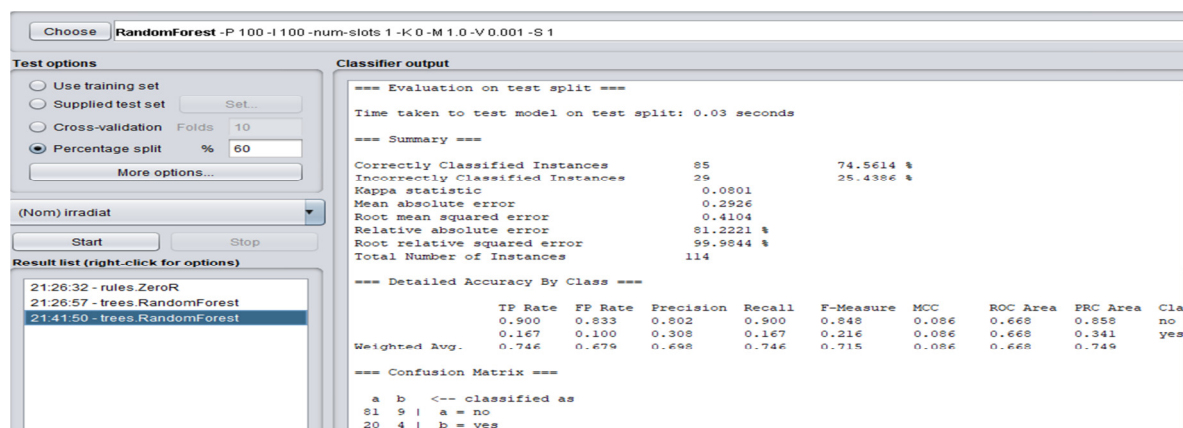 Choose RandomForest -P 100 -I 100 -num-slots 1 -K 0 -M 1.0 -V 0.001 -S 1
Test options
Use training set
Supplied test set Set...
Cross-validation Folds 10
Percentage split % 60
More options...
(Nom) irradiat
Start Stop
Result list (right-click for options)
21:26:32 - rules.ZeroR
21:26:57 - trees.RandomForest
21:41:50 - trees.RandomForest
Classifier output
=== Evaluation on test split ===
Time taken to test model on test split: 0.03 seconds
=== Summary ===
Correctly Classified Instances 85 74.5614 %
Incorrectly Classified Instances 29 25.4386 %
Kappa statistic 0.0801
Mean absolute error 0.2926
Root mean squared error 0.4104
Relative absolute error 81.2221 %
Root relative squared error 99.9844 %
Total Number of Instances 114
=== Detailed Accuracy By Class ===
TP Rate FP Rate Precision Recall F-Measure MCC ROC Area PRC Area Cla
0.900 0.833 0.802 0.900 0.848 0.086 0.668 0.858 no
0.167 0.100 0.308 0.167 0.216 0.086 0.668 0.341 yes
Weighted Avg. 0.746 0.679 0.698 0.746 0.715 0.086 0.668 0.749
=== Confusion Matrix ===
a b <-- classified as
81 9 | a = no
20 4 | b = yes